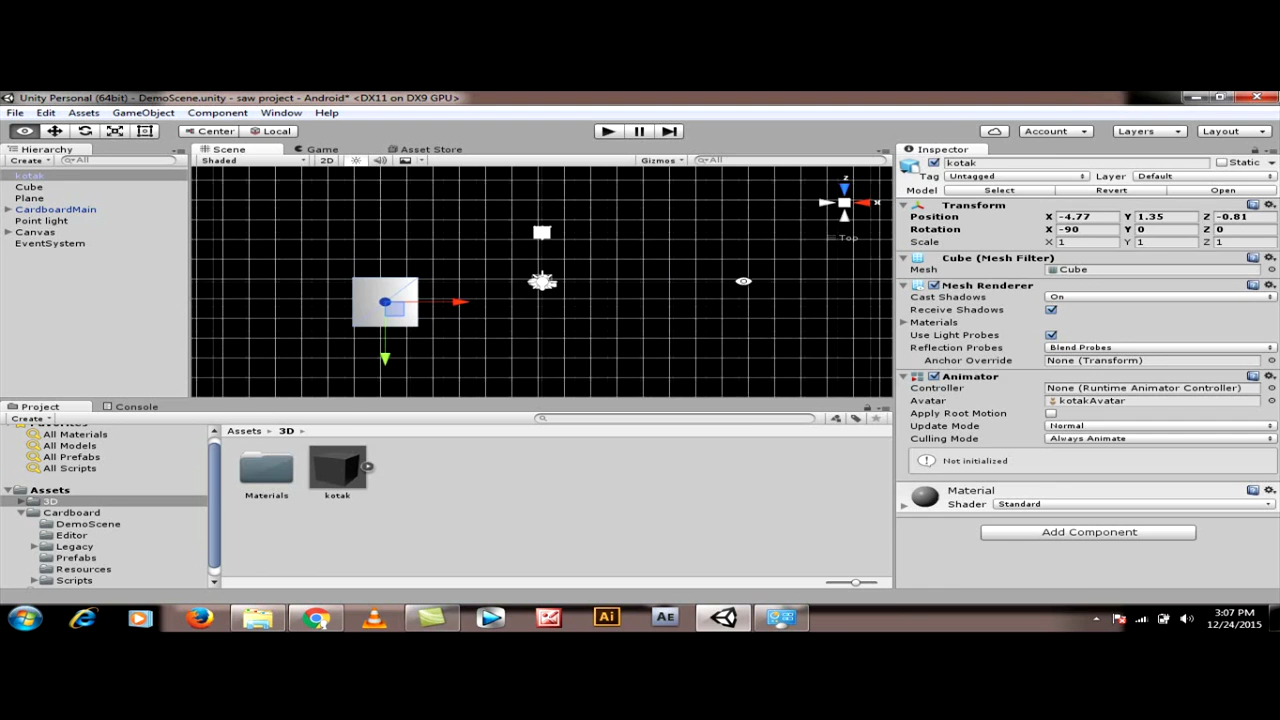 Unity Personal (64bit) - DemoScene.unity - saw project - Android* <DX11 on DX9 GPU>
File Edit Assets GameObject Component Window Help
Center Local Account Layers Layout
Hierarchy
Create All
kotak
Cube
Plane
CardboardMain
Point light
Canvas
EventSystem
Scene Game Asset Store
Shaded 2D Gizmos All
z
x
Top
Inspector
kotak Static
Tag Untagged Layer Default
Model Select Revert Open
Transform
Position X -4.77 Y 1.35 Z -0.81
Rotation X -90 Y 0 Z 0
Scale X 1 Y 1 Z 1
Cube (Mesh Filter)
Mesh Cube
Mesh Renderer
Cast Shadows On
Receive Shadows
Materials
Use Light Probes
Reflection Probes Blend Probes
Anchor Override None (Transform)
Animator
Controller None (Runtime Animator Controller)
Avatar kotakAvatar
Apply Root Motion
Update Mode Normal
Culling Mode Always Animate
Not initialized
Material
Shader Standard
Add Component
Project Console
Create
Favorites
All Materials
All Models
All Prefabs
All Scripts
Assets
3D
Cardboard
DemoScene
Editor
Legacy
Prefabs
Resources
Scripts
Assets 3D
Materials kotak
Ai AE
3:07 PM
12/24/2015